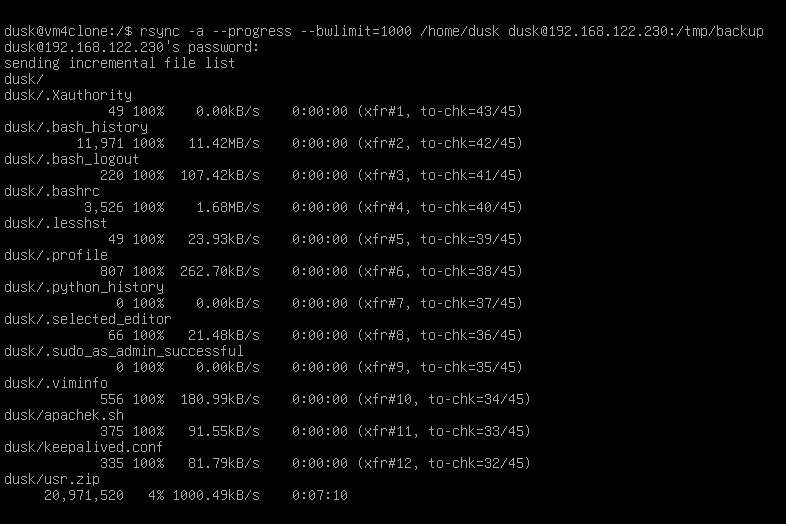 dusk@vm4clone:/$ rsync -a --progress --bwlimit=1000 /home/dusk dusk@192.168.122.230:/tmp/backup
dusk@192.168.122.230's password:
sending incremental file list
dusk/
dusk/.Xauthority
             49 100%    0.00kB/s    0:00:00 (xfr#1, to-chk=43/45)
dusk/.bash_history
         11,971 100%   11.42MB/s    0:00:00 (xfr#2, to-chk=42/45)
dusk/.bash_logout
            220 100%  107.42kB/s    0:00:00 (xfr#3, to-chk=41/45)
dusk/.bashrc
          3,526 100%    1.68MB/s    0:00:00 (xfr#4, to-chk=40/45)
dusk/.lesshst
             49 100%   23.93kB/s    0:00:00 (xfr#5, to-chk=39/45)
dusk/.profile
            807 100%  262.70kB/s    0:00:00 (xfr#6, to-chk=38/45)
dusk/.python_history
              0 100%    0.00kB/s    0:00:00 (xfr#7, to-chk=37/45)
dusk/.selected_editor
             66 100%   21.48kB/s    0:00:00 (xfr#8, to-chk=36/45)
dusk/.sudo_as_admin_successful
              0 100%    0.00kB/s    0:00:00 (xfr#9, to-chk=35/45)
dusk/.viminfo
            556 100%  180.99kB/s    0:00:00 (xfr#10, to-chk=34/45)
dusk/apachek.sh
            375 100%   91.55kB/s    0:00:00 (xfr#11, to-chk=33/45)
dusk/keepalived.conf
            335 100%   81.79kB/s    0:00:00 (xfr#12, to-chk=32/45)
dusk/usr.zip
     20,971,520   4% 1000.49kB/s    0:07:10